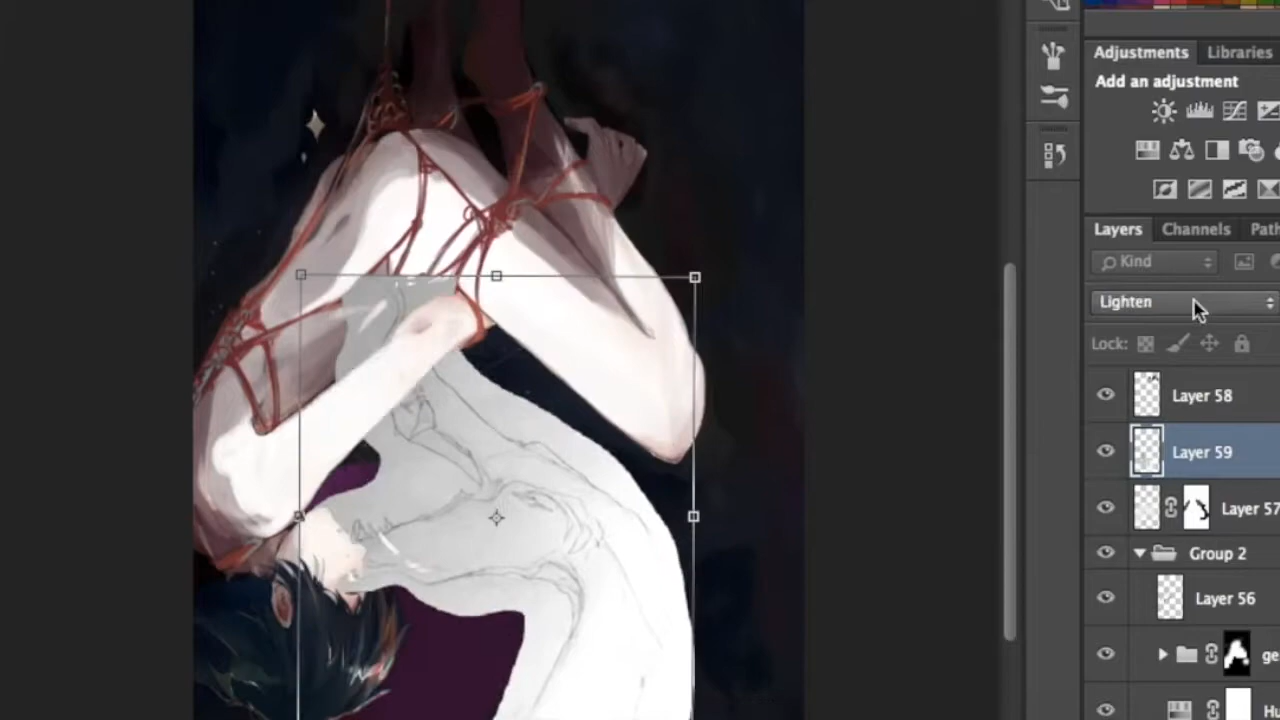 Adjustments Libraries
Add an adjustment
Layers Channels
Kind
Lighten
Lock:
Layer 58
Layer 59
Layer 57
Group 2
Layer 56